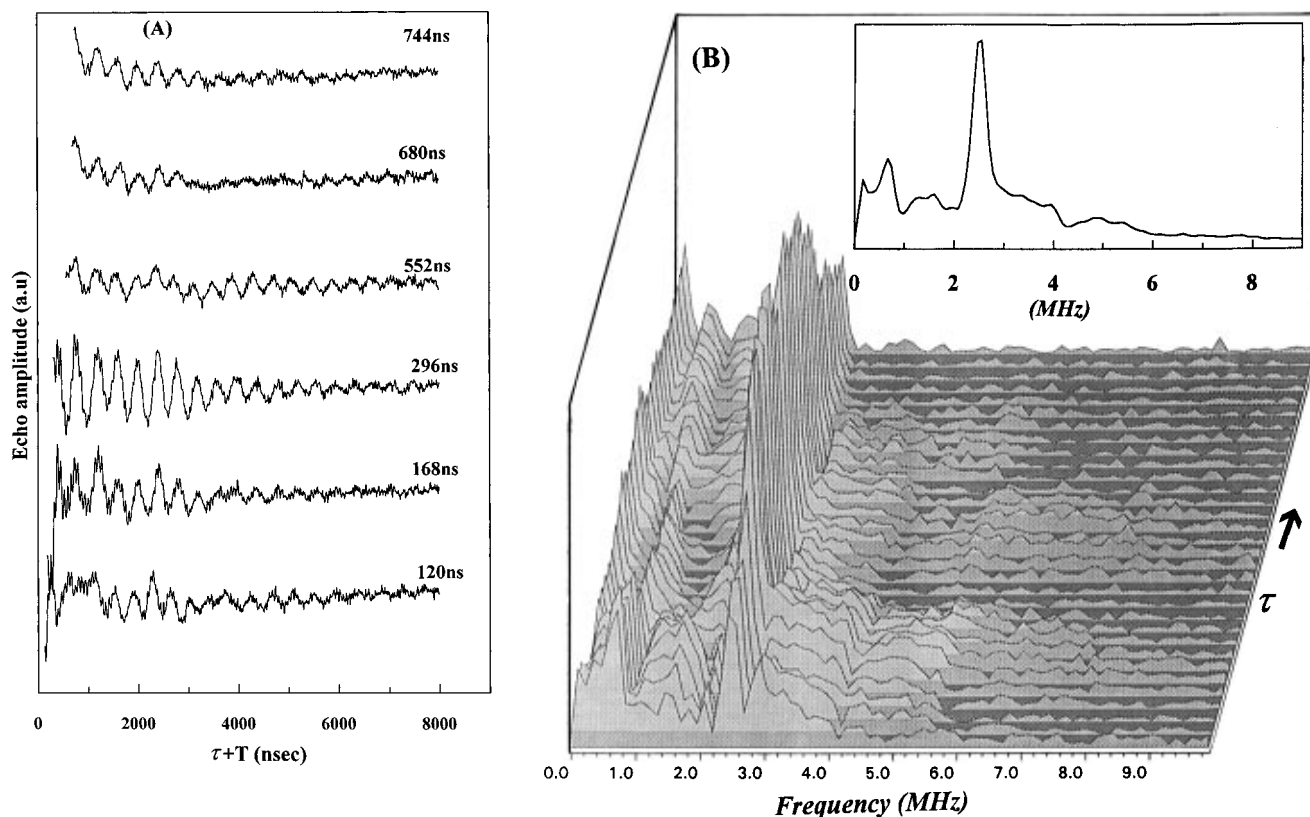 (A)
744ns
680ns
552ns
296ns
168ns
120ns
Echo amplitude (a.u)
0 2000 4000 6000 8000
τ+T (nsec)
(B)
0 2 4 6 8
(MHz)
τ
0.0 1.0 2.0 3.0 4.0 5.0 6.0 7.0 8.0 9.0
Frequency (MHz)